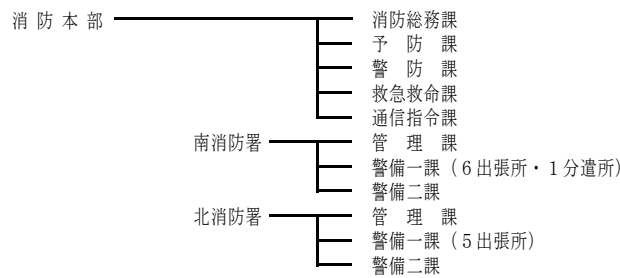 消防本部 消防総務課
予防課
警防課
救急救命課
通信指令課
南消防署 管理課
警備一課（６出張所・１分遣所）
警備二課
北消防署 管理課
警備一課（５出張所）
警備二課